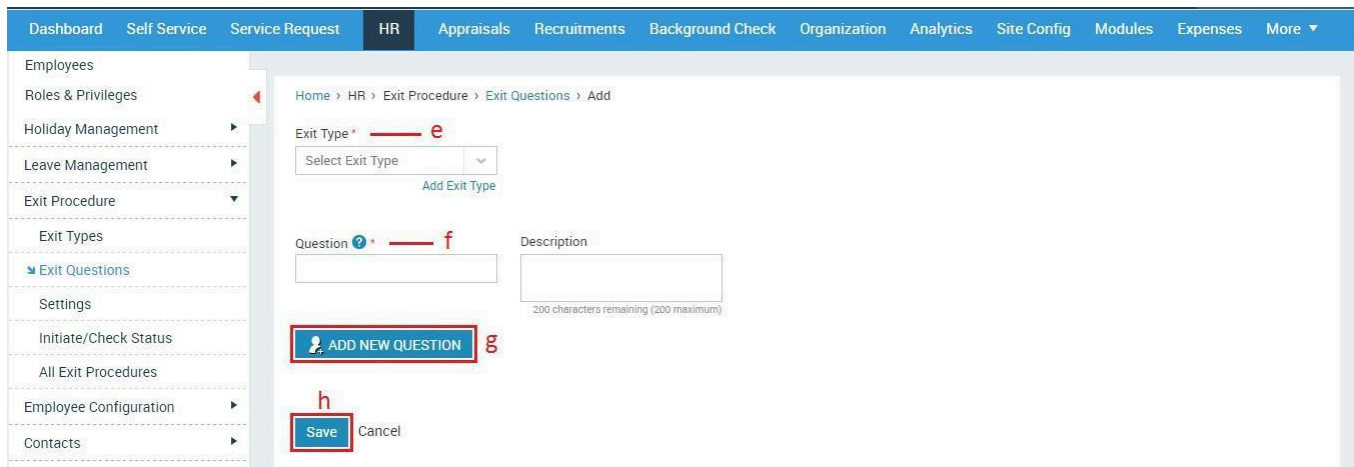 Dashboard Self Service Service Request HR Appraisals Recruitments Background Check Organization Analytics Site Config Modules Expenses More ▼
Employees
Roles & Privileges
Holiday Management
Leave Management
Exit Procedure
Exit Types
Exit Questions
Settings
Initiate/Check Status
All Exit Procedures
Employee Configuration
Contacts
Home › HR › Exit Procedure › Exit Questions › Add
Exit Type * e
Select Exit Type
Add Exit Type
Question ? * f Description
200 characters remaining (200 maximum)
ADD NEW QUESTION g
h
Save Cancel